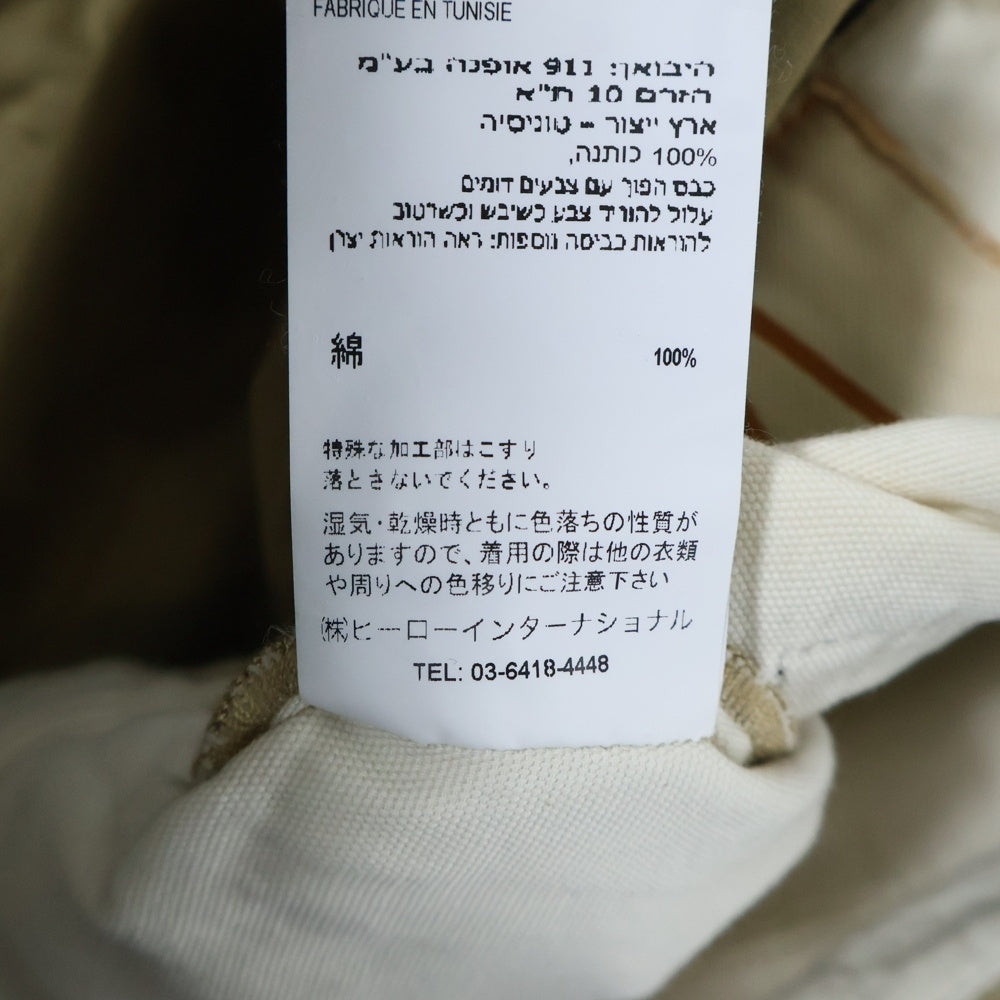 FABRIQUE EN TUNISIE
היבואן: 911 אופנה בע"מ
הזרם 10 ת"א
ארץ ייצור - טוניסיה
100% כותנה,
כבס הפוך עם צבעים דומים
עלול להוריד צבע כשיבש וכשרטוב
להוראות כביסה נוספות: ראה הוראות יצרן
綿 100%
特殊な加工部はこすり
落とさないでください。
湿気・乾燥時ともに色落ちの性質が
ありますので、着用の際は他の衣類
や周りへの色移りにご注意下さい
(株)ヒーローインターナショナル
TEL: 03-6418-4448